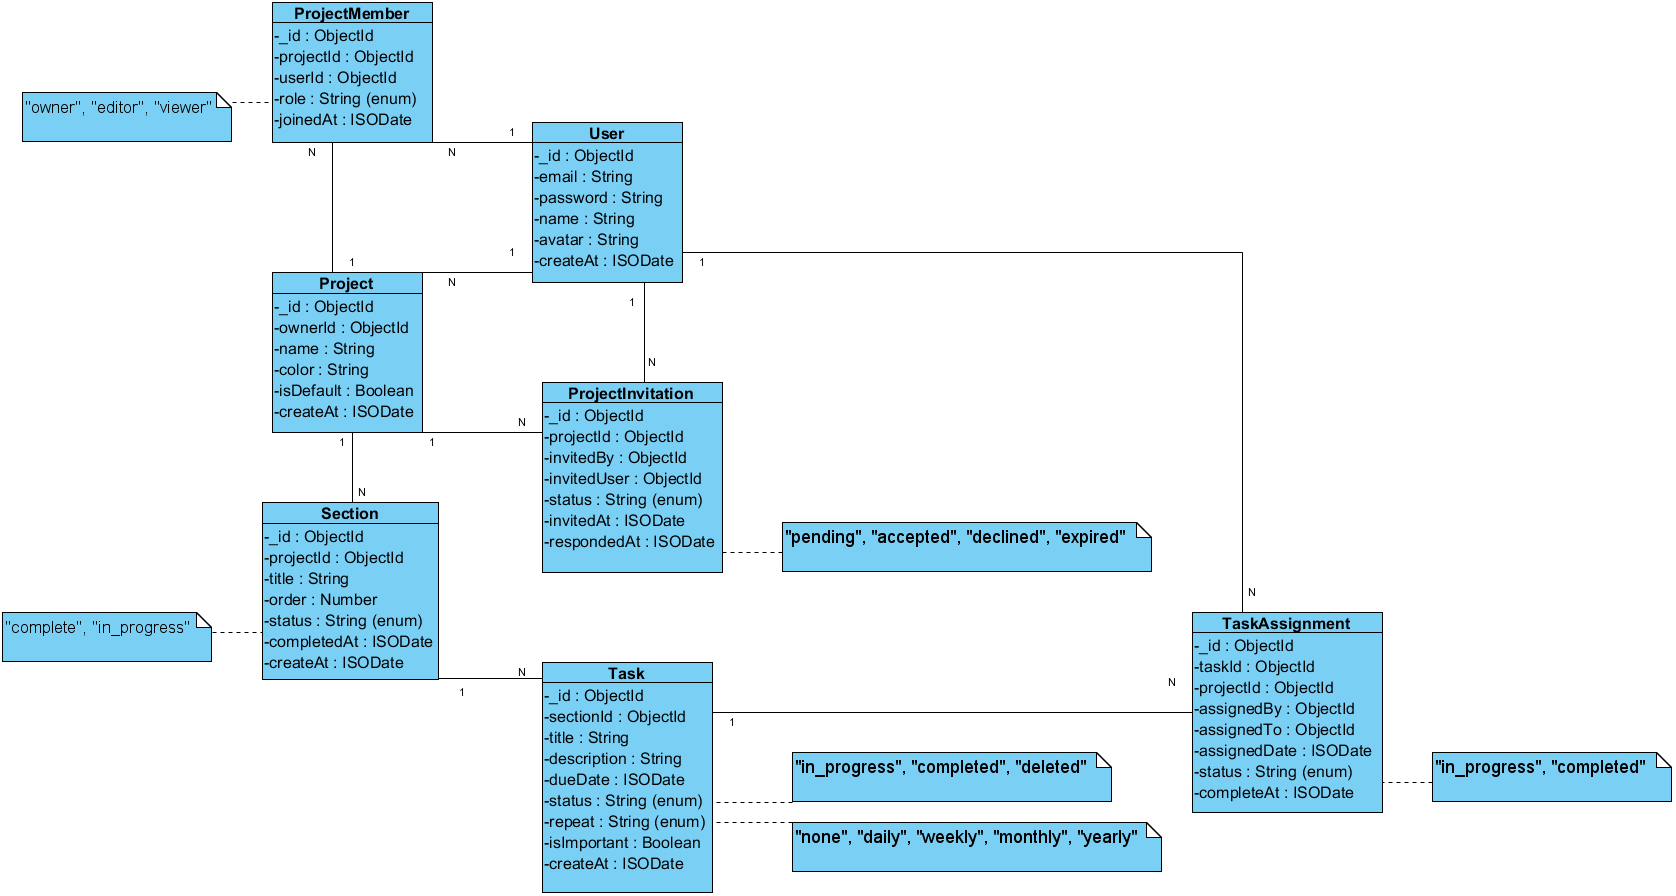 ProjectMember
-_id : ObjectId
-projectId : ObjectId
-userId : ObjectId
-role : String (enum)
-joinedAt : ISODate
"owner", "editor", "viewer"
N
N
1
User
-_id : ObjectId
-email : String
-password : String
-name : String
-avatar : String
-createAt : ISODate
1
1
N
1
1
N
Project
-_id : ObjectId
-ownerId : ObjectId
-name : String
-color : String
-isDefault : Boolean
-createAt : ISODate
1
1
N
N
ProjectInvitation
-_id : ObjectId
-projectId : ObjectId
-invitedBy : ObjectId
-invitedUser : ObjectId
-status : String (enum)
-invitedAt : ISODate
-respondedAt : ISODate
"pending", "accepted", "declined", "expired"
Section
-_id : ObjectId
-projectId : ObjectId
-title : String
-order : Number
-status : String (enum)
-completedAt : ISODate
-createAt : ISODate
"complete", "in_progress"
1
N
Task
-_id : ObjectId
-sectionId : ObjectId
-title : String
-description : String
-dueDate : ISODate
-status : String (enum)
-repeat : String (enum)
-isImportant : Boolean
-createAt : ISODate
1
N
N
"in_progress", "completed", "deleted"
"none", "daily", "weekly", "monthly", "yearly"
TaskAssignment
-_id : ObjectId
-taskId : ObjectId
-projectId : ObjectId
-assignedBy : ObjectId
-assignedTo : ObjectId
-assignedDate : ISODate
-status : String (enum)
-completeAt : ISODate
"in_progress", "completed"